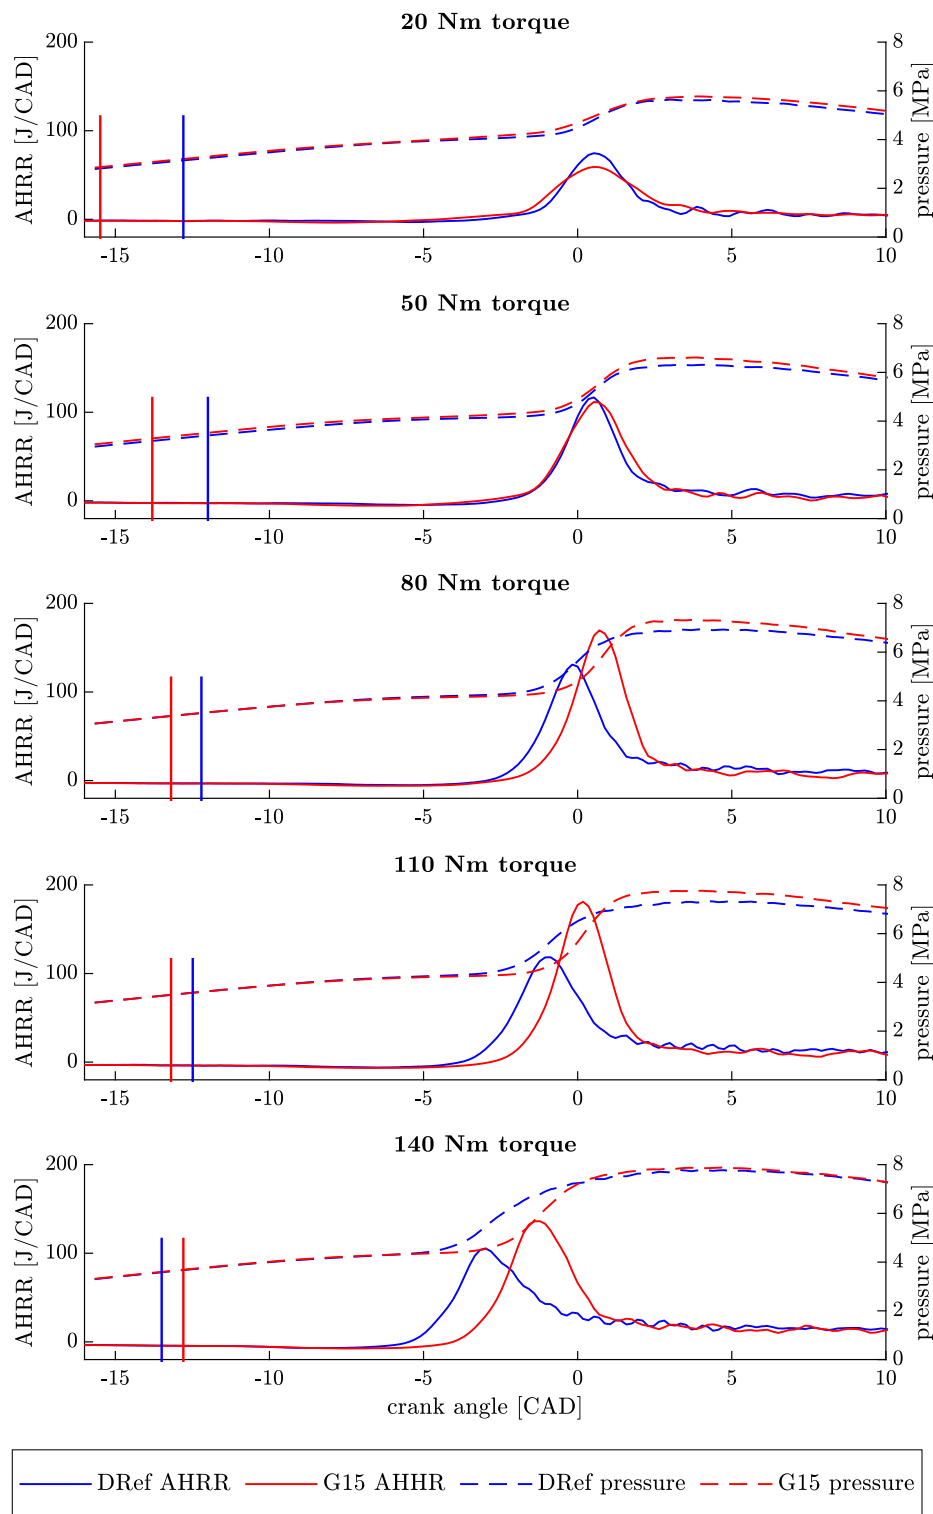 20 Nm torque
200
100
0
AHRR [J/CAD]
8
6
4
2
0
pressure [MPa]
-15 -10 -5 0 5 10
50 Nm torque
200
100
0
AHRR [J/CAD]
8
6
4
2
0
pressure [MPa]
-15 -10 -5 0 5 10
80 Nm torque
200
100
0
AHRR [J/CAD]
8
6
4
2
0
pressure [MPa]
-15 -10 -5 0 5 10
110 Nm torque
200
100
0
AHRR [J/CAD]
8
6
4
2
0
pressure [MPa]
-15 -10 -5 0 5 10
140 Nm torque
200
100
0
AHRR [J/CAD]
8
6
4
2
0
pressure [MPa]
-15 -10 -5 0 5 10
crank angle [CAD]
DRef AHRR G15 AHHR DRef pressure G15 pressure